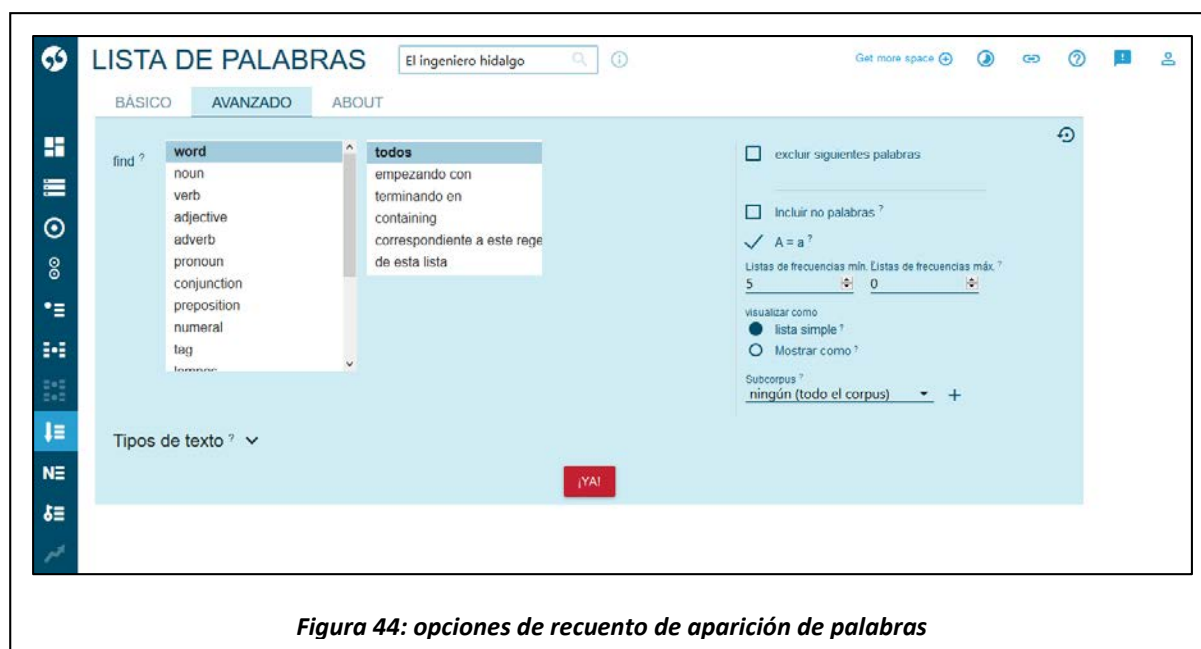 LISTA DE PALABRAS
El ingeniero hidalgo
Get more space
BÁSICO AVANZADO ABOUT
find ?
word
noun
verb
adjective
adverb
pronoun
conjunction
preposition
numeral
tag
todos
empezando con
terminando en
containing
correspondiente a este rege
de esta lista
excluir siguientes palabras
Incluir no palabras ?
A = a ?
Listas de frecuencias mín. ? Listas de frecuencias máx. ?
5 0
visualizar como
lista simple ?
Mostrar como ?
Subcorpus ?
ningún (todo el corpus)
Tipos de texto ?
¡YA!
Figura 44: opciones de recuento de aparición de palabras